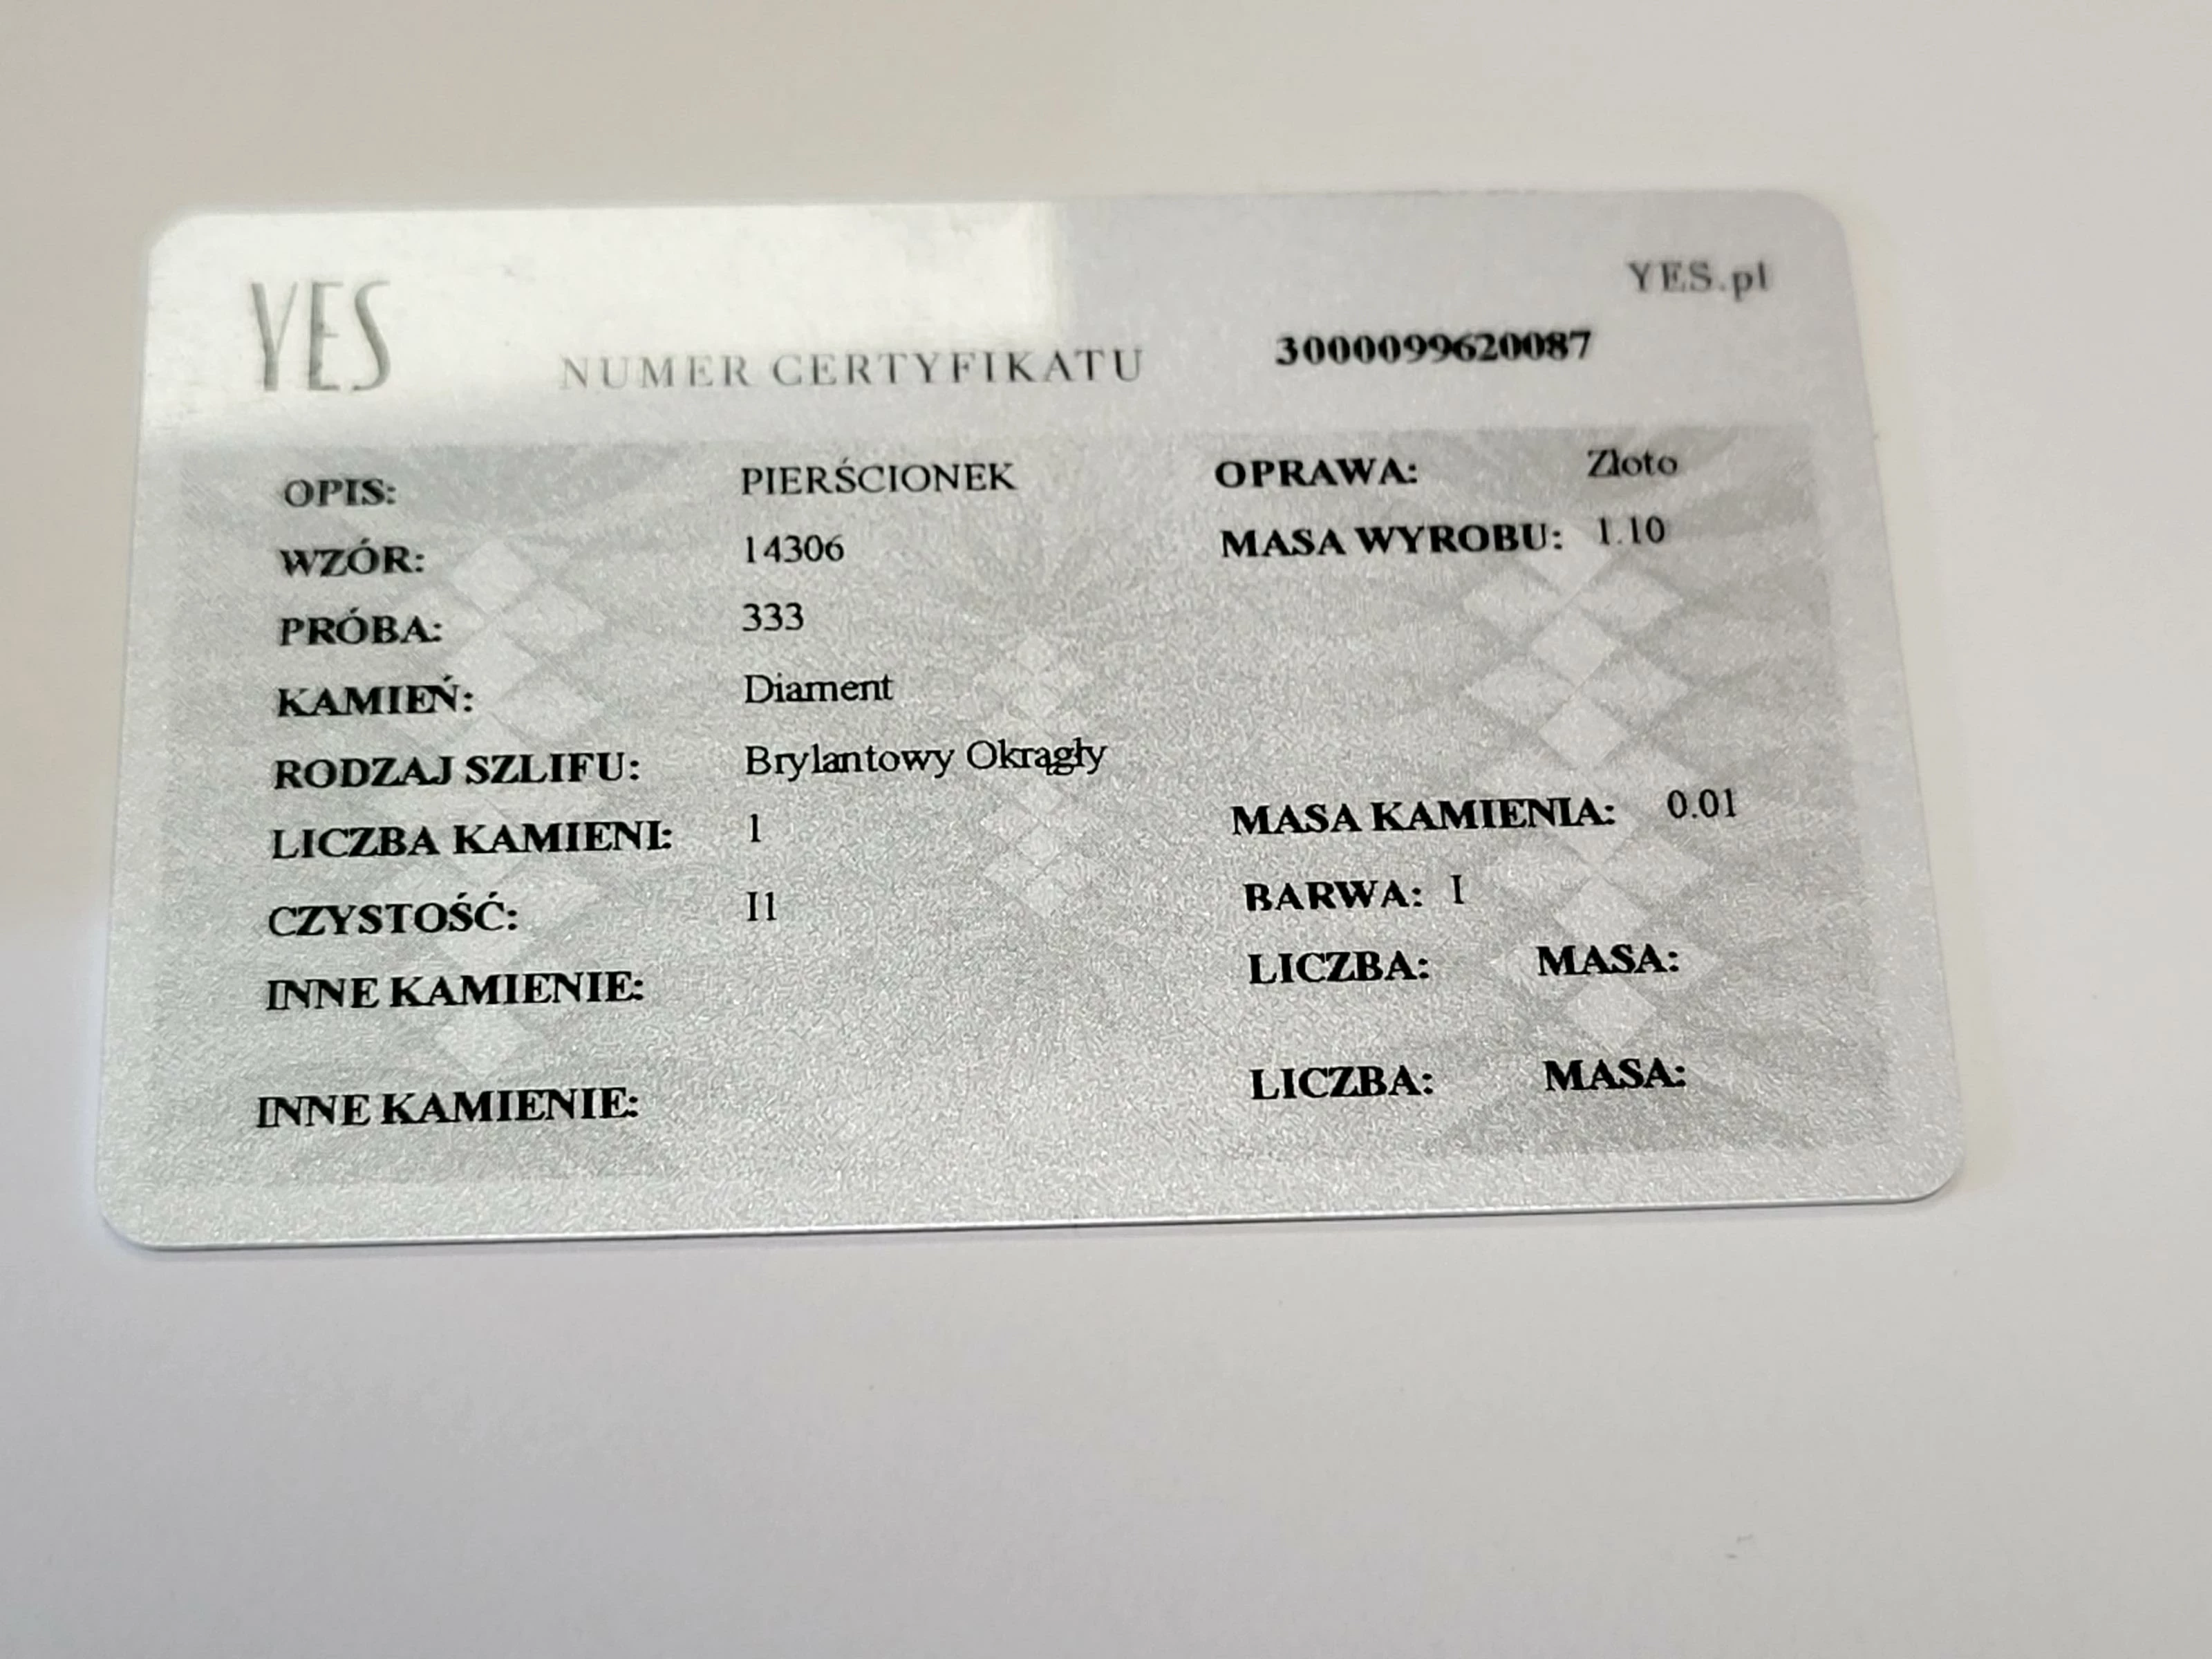 YES.pl
YES NUMER CERTYFIKATU 3000099620087
OPIS: PIERŚCIONEK OPRAWA: Złoto
WZÓR: 14306 MASA WYROBU: 1.10
PRÓBA: 333
KAMIEŃ: Diament
RODZAJ SZLIFU: Brylantowy Okrągły
LICZBA KAMIENI: 1 MASA KAMIENIA: 0.01
CZYSTOŚĆ: I1 BARWA: I
INNE KAMIENIE: LICZBA: MASA:
INNE KAMIENIE: LICZBA: MASA: